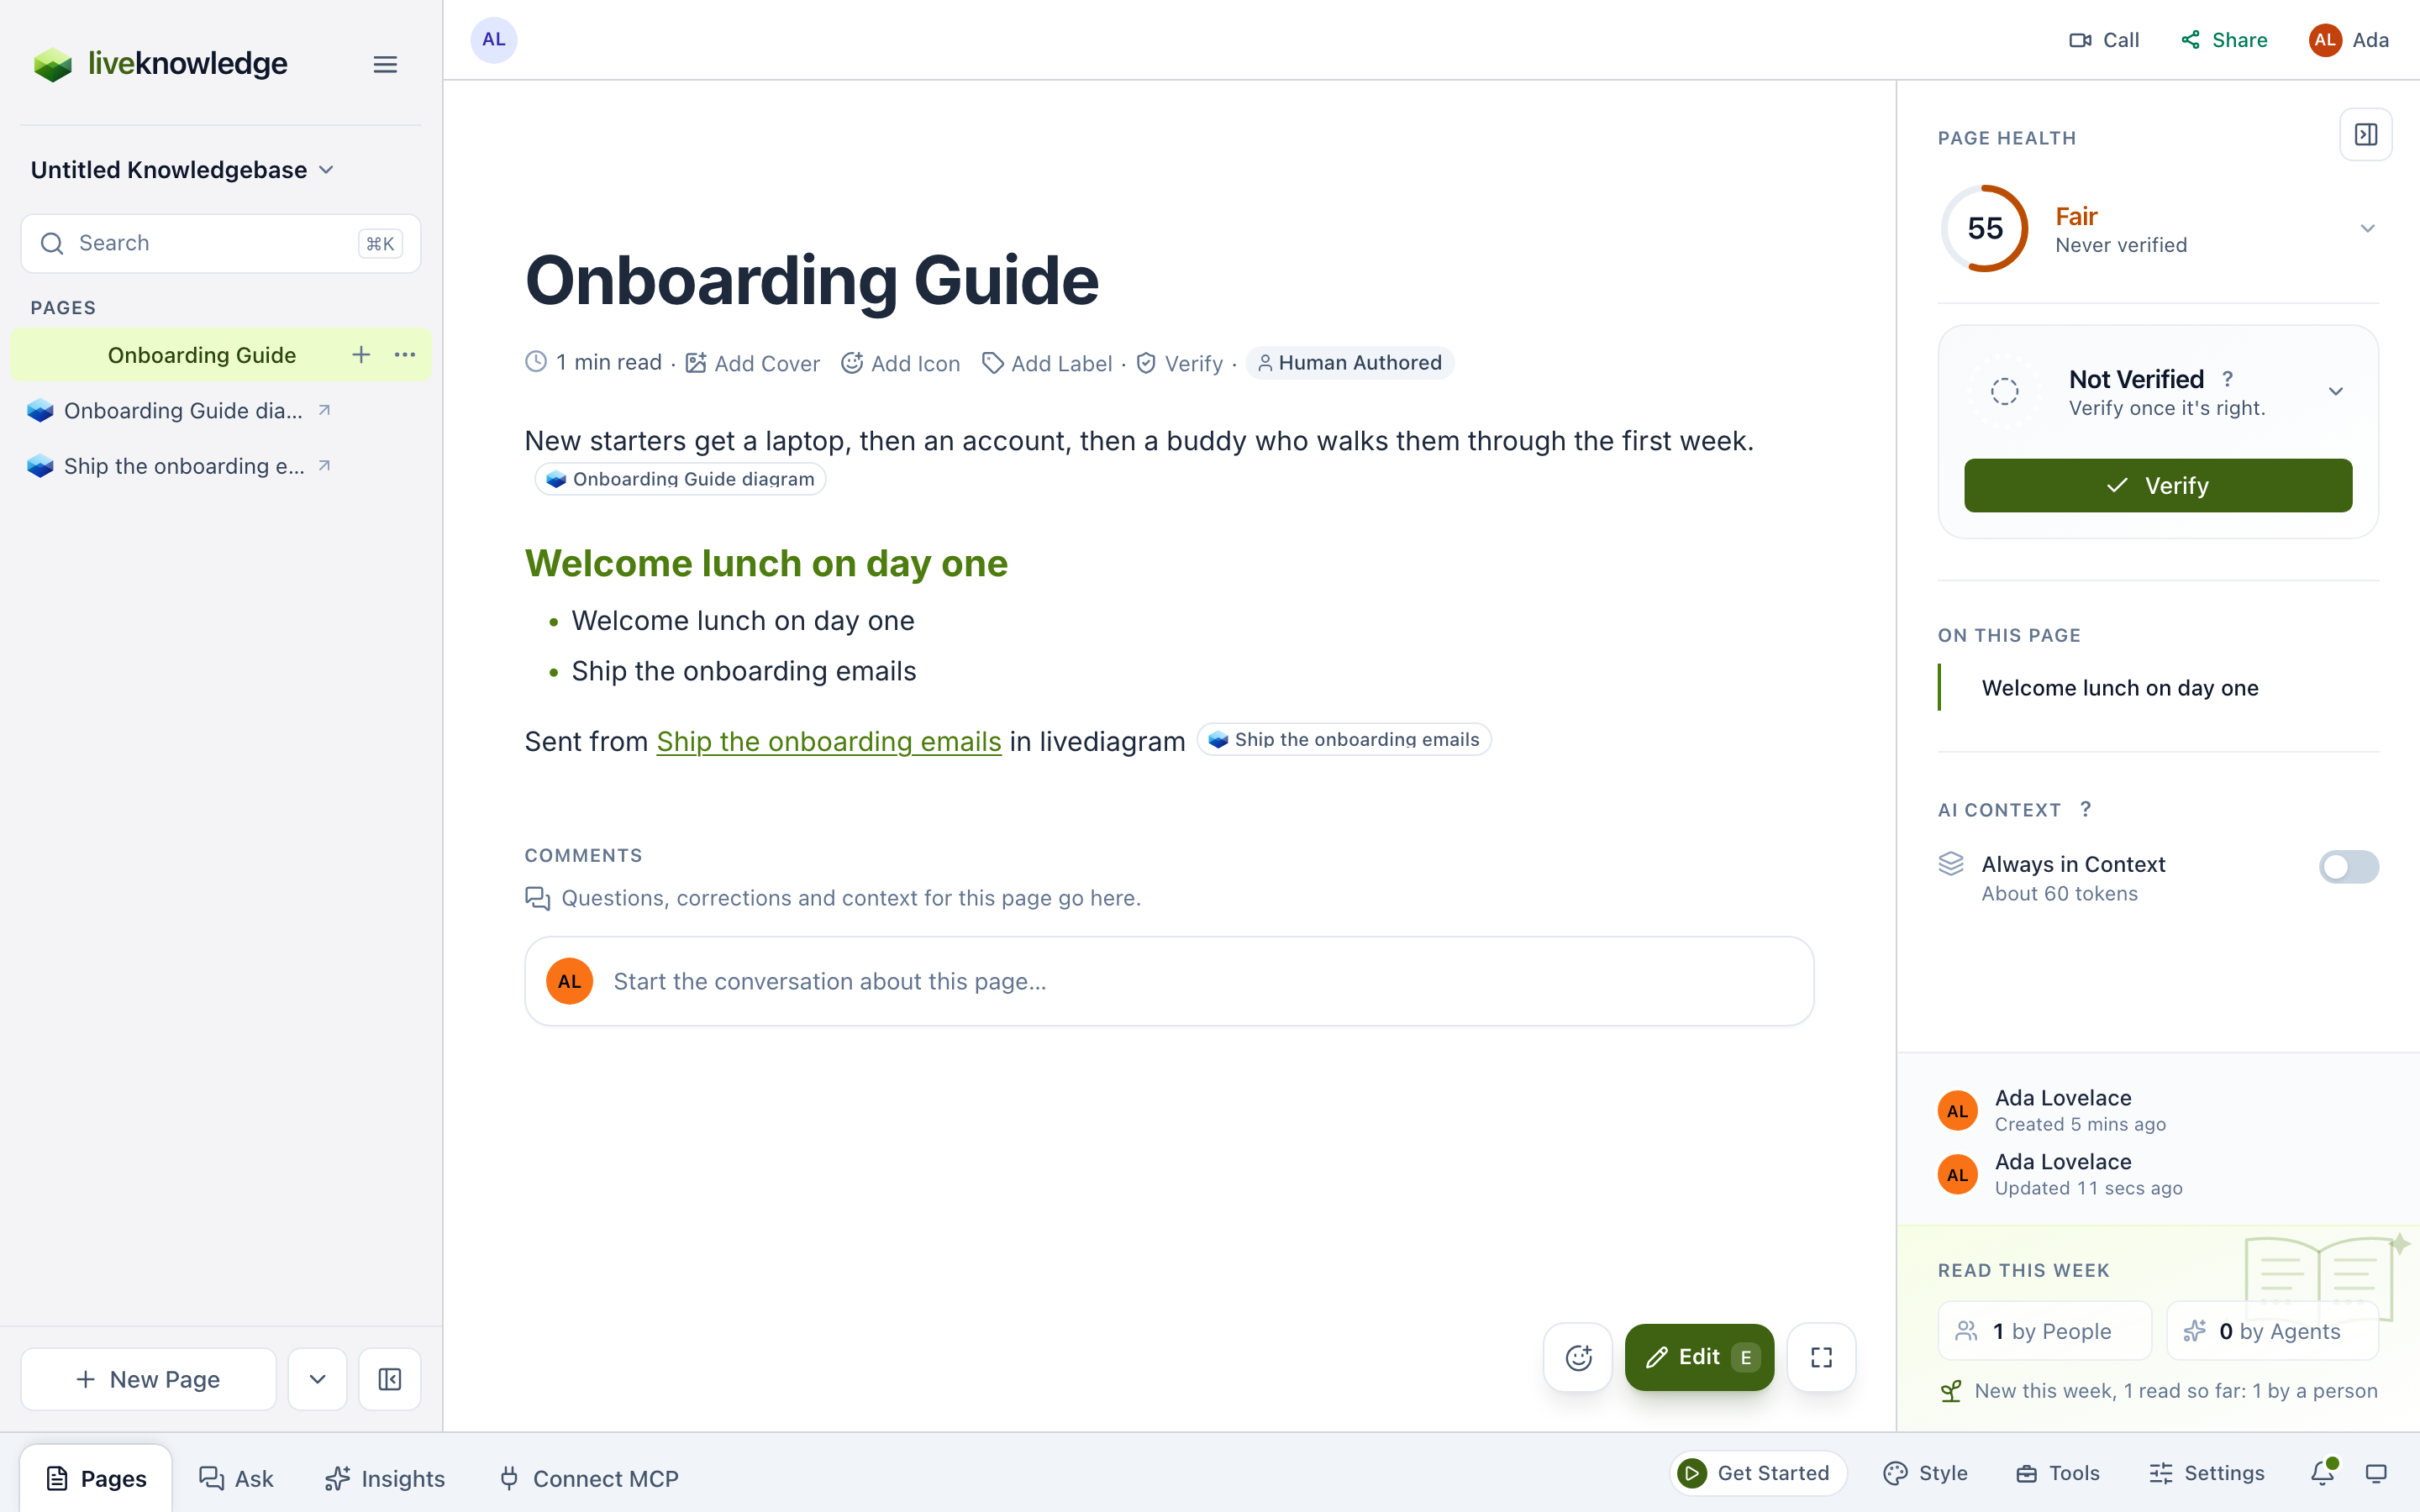 liveknowledge
Untitled Knowledgebase
Search
⌘K
PAGES
Onboarding Guide
Onboarding Guide dia...
Ship the onboarding e...
New Page
AL
Call
Share
AL
Ada
Onboarding Guide
1 min read · Add Cover Add Icon Add Label · Verify · Human Authored
New starters get a laptop, then an account, then a buddy who walks them through the first week.
Onboarding Guide diagram
Welcome lunch on day one
• Welcome lunch on day one
• Ship the onboarding emails
Sent from Ship the onboarding emails in livediagram Ship the onboarding emails
COMMENTS
Questions, corrections and context for this page go here.
AL
Start the conversation about this page...
Edit E
PAGE HEALTH
55
Fair
Never verified
Not Verified ?
Verify once it's right.
Verify
ON THIS PAGE
Welcome lunch on day one
AI CONTEXT ?
Always in Context
About 60 tokens
AL
Ada Lovelace
Created 5 mins ago
AL
Ada Lovelace
Updated 11 secs ago
READ THIS WEEK
1 by People
0 by Agents
New this week, 1 read so far: 1 by a person
Pages
Ask
Insights
Connect MCP
Get Started
Style
Tools
Settings